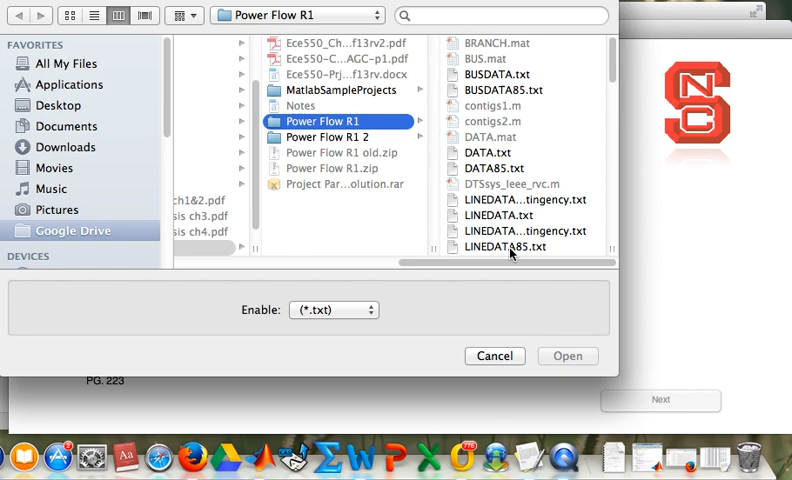 Power Flow R1
FAVORITES
All My Files
Applications
Desktop
Documents
Downloads
Movies
Music
Pictures
Google Drive
DEVICES
ch1&2.pdf
sis ch3.pdf
sis ch4.pdf
Ece550_Ch...f13rv2.pdf
Ece550-Prj...AGC-p1.pdf
Ece550-Prj...f13rv.docx
MatlabSampleProjects
Notes
Power Flow R1
Power Flow R1 2
Power Flow R1 old.zip
Power Flow R1.zip
Project Par...olution.rar
BRANCH.mat
BUS.mat
BUSDATA.txt
BUSDATA85.txt
contigs1.m
contigs2.m
DATA.mat
DATA.txt
DATA85.txt
DTSsys_Ieee_rvc.m
LINEDATA...tingency.txt
LINEDATA.txt
LINEDATA...tingency.txt
LINEDATA85.txt
Enable: (*.txt)
Cancel Open
PG. 223
Next
NC